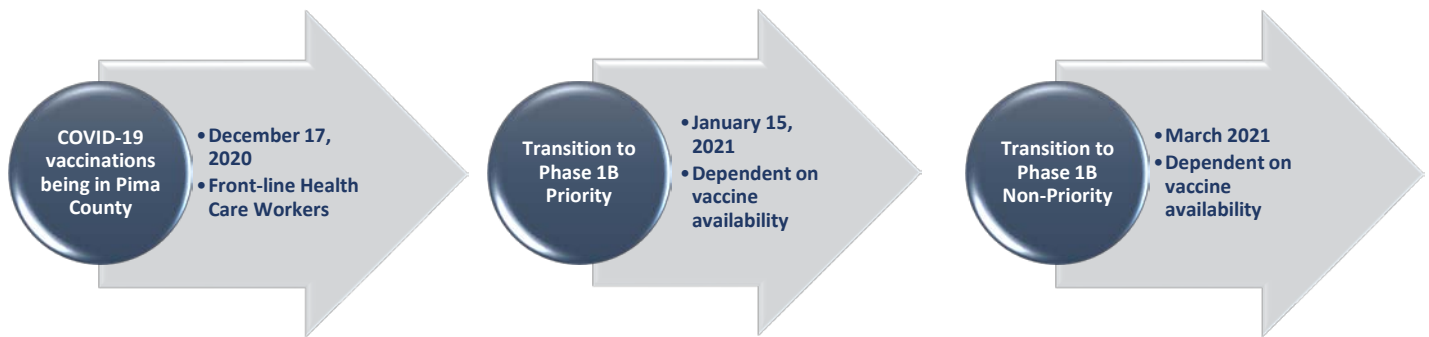 COVID-19
vaccinations
being in Pima
County
•December 17,
2020
•Front-line Health
Care Workers
Transition to
Phase 1B
Priority
•January 15,
2021
•Dependent on
vaccine
availability
Transition to
Phase 1B
Non-Priority
•March 2021
•Dependent on
vaccine
availability